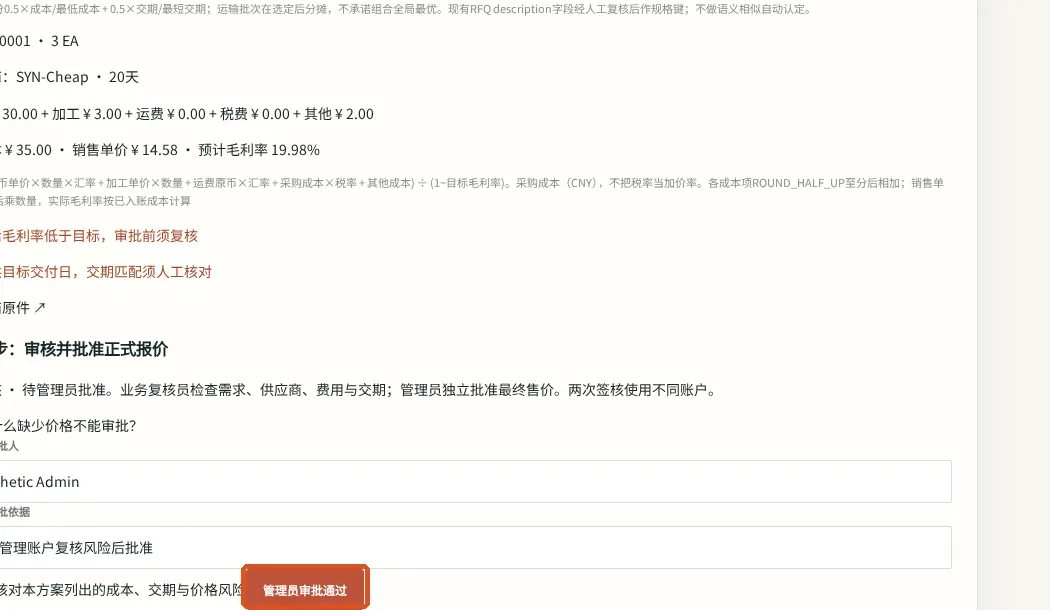 0.5×成本/最低成本 + 0.5×交期/最短交期；运输批次在选定后分摊，不承诺组合全局最优。现有RFQ description字段经人工复核后作规格键；不做语义相似自动认定。
0001 · 3 EA
：SYN-Cheap · 20天
30.00 + 加工 ¥ 3.00 + 运费 ¥ 0.00 + 税费 ¥ 0.00 + 其他 ¥ 2.00
¥ 35.00 · 销售单价 ¥ 14.58 · 预计毛利率 19.98%
币单价×数量×汇率 + 加工单价×数量 + 运费原币×汇率 + 采购成本×税率 + 其他成本) ÷ (1−目标毛利率)。采购成本（CNY），不把税率当加价率。各成本项ROUND_HALF_UP至分后相加；销售单
后乘数量，实际毛利率按已入账成本计算
毛利率低于目标，审批前须复核
目标交付日，交期匹配须人工核对
原件 ↗
步：审核并批准正式报价
· 待管理员批准。业务复核员检查需求、供应商、费用与交期；管理员独立批准最终售价。两次签核使用不同账户。
什么缺少价格不能审批？
批人
hetic Admin
批依据
管理账户复核风险后批准
核对本方案列出的成本、交期与价格风险 管理员审批通过